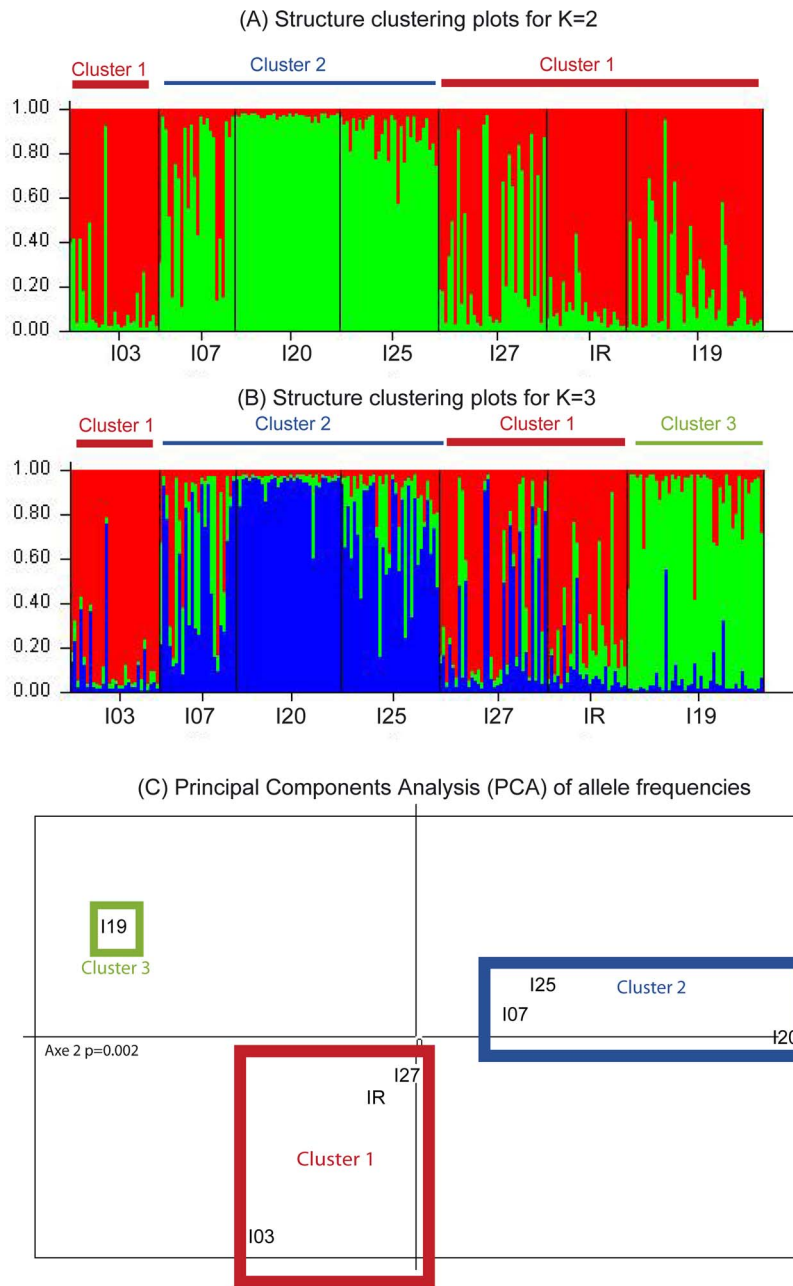 (A) Structure clustering plots for K=2
Cluster 1 Cluster 2 Cluster 1
1.00
0.80
0.60
0.40
0.20
0.00
I03 I07 I20 I25 I27 IR I19
(B) Structure clustering plots for K=3
Cluster 1 Cluster 2 Cluster 1 Cluster 3
1.00
0.80
0.60
0.40
0.20
0.00
I03 I07 I20 I25 I27 IR I19
(C) Principal Components Analysis (PCA) of allele frequencies
I19
Cluster 3
I25 Cluster 2
I07
I20
0
Axe 2 p=0.002
I27
IR
Cluster 1
I03